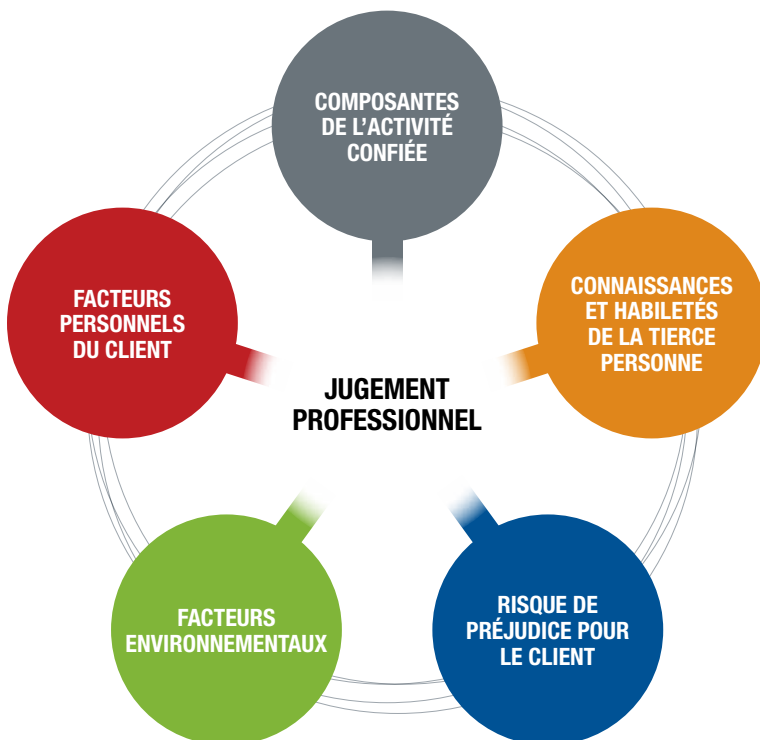 COMPOSANTES
DE L'ACTIVITÉ
CONFIÉE
CONNAISSANCES
ET HABILETÉS
DE LA TIERCE
PERSONNE
FACTEURS
PERSONNELS
DU CLIENT
JUGEMENT
PROFESSIONNEL
RISQUE DE
PRÉJUDICE POUR
LE CLIENT
FACTEURS
ENVIRONNEMENTAUX